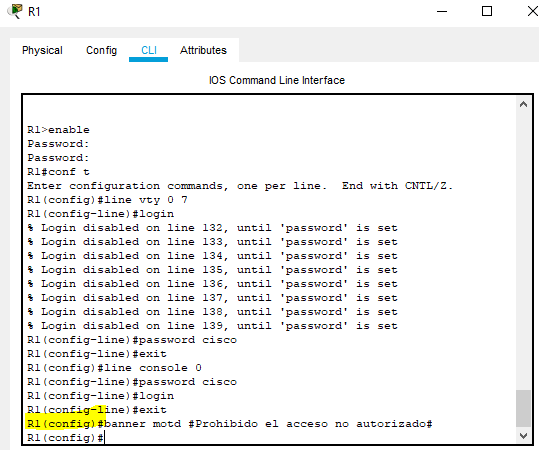 R1
Physical Config CLI Attributes
IOS Command Line Interface
R1>enable
Password:
Password:
R1#conf t
Enter configuration commands, one per line.  End with CNTL/Z.
R1(config)#line vty 0 7
R1(config-line)#login
% Login disabled on line 132, until 'password' is set
% Login disabled on line 133, until 'password' is set
% Login disabled on line 134, until 'password' is set
% Login disabled on line 135, until 'password' is set
% Login disabled on line 136, until 'password' is set
% Login disabled on line 137, until 'password' is set
% Login disabled on line 138, until 'password' is set
% Login disabled on line 139, until 'password' is set
R1(config-line)#password cisco
R1(config-line)#exit
R1(config)#line console 0
R1(config-line)#password cisco
R1(config-line)#login
R1(config-line)#exit
R1(config)#banner motd #Prohibido el acceso no autorizado#
R1(config)#